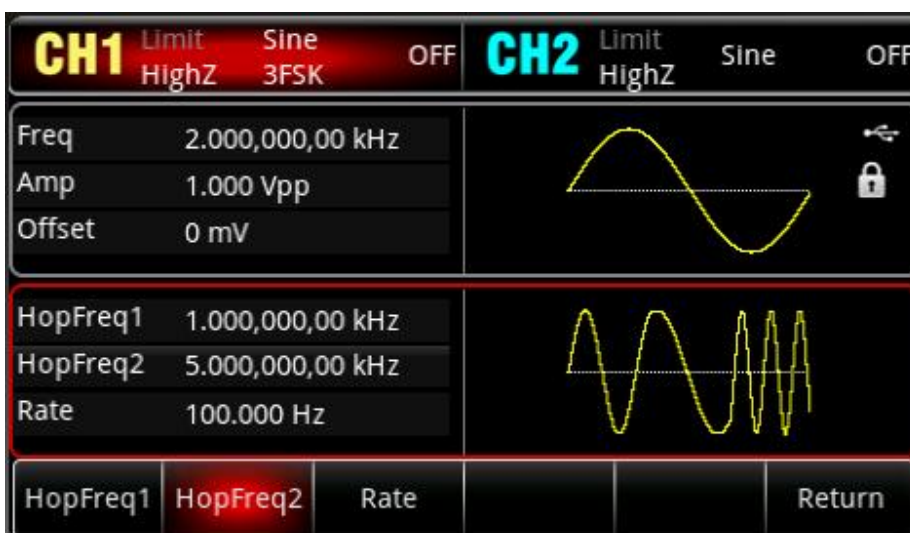 CH1 Limit Sine OFF CH2 Limit Sine OFF
HighZ 3FSK HighZ
Freq 2.000,000,00 kHz
Amp 1.000 Vpp
Offset 0 mV
HopFreq1 1.000,000,00 kHz
HopFreq2 5.000,000,00 kHz
Rate 100.000 Hz
HopFreq1 HopFreq2 Rate Return